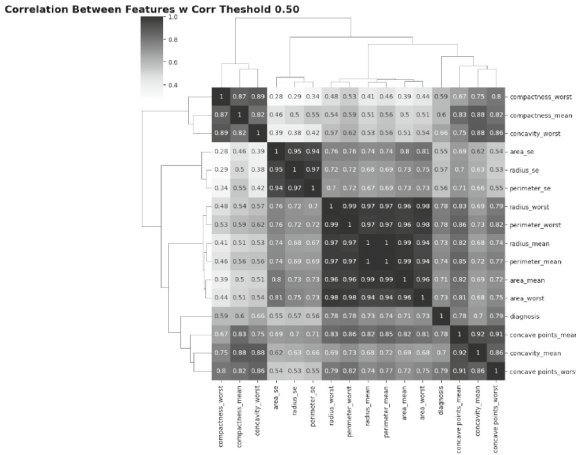 Correlation Between Features w Corr Theshold 0.50
1.0
0.8
0.6
0.4
1 0.87 0.89 0.28 0.29 0.34 0.48 0.53 0.41 0.46 0.39 0.44 0.59 0.67 0.75 0.8 compactness_worst
0.87 1 0.82 0.46 0.5 0.55 0.54 0.59 0.51 0.56 0.5 0.51 0.6 0.83 0.88 0.82 compactness_mean
0.89 0.82 1 0.39 0.38 0.42 0.57 0.62 0.53 0.56 0.51 0.54 0.66 0.75 0.88 0.86 concavity_worst
0.28 0.46 0.39 1 0.95 0.94 0.76 0.76 0.74 0.74 0.8 0.81 0.55 0.69 0.62 0.54 area_se
0.29 0.5 0.38 0.95 1 0.97 0.72 0.72 0.68 0.69 0.73 0.75 0.57 0.7 0.63 0.53 radius_se
0.34 0.55 0.42 0.94 0.97 1 0.7 0.72 0.67 0.69 0.73 0.73 0.56 0.71 0.66 0.55 perimeter_se
0.48 0.54 0.57 0.76 0.72 0.7 1 0.99 0.97 0.97 0.96 0.98 0.78 0.83 0.69 0.79 radius_worst
0.53 0.59 0.62 0.76 0.72 0.72 0.99 1 0.97 0.97 0.96 0.98 0.78 0.86 0.73 0.82 perimeter_worst
0.41 0.51 0.53 0.74 0.68 0.67 0.97 0.97 1 1 0.99 0.94 0.73 0.82 0.68 0.74 radius_mean
0.46 0.56 0.56 0.74 0.69 0.69 0.97 0.97 1 1 0.99 0.94 0.74 0.85 0.72 0.77 perimeter_mean
0.39 0.5 0.51 0.8 0.73 0.73 0.96 0.96 0.99 0.99 1 0.96 0.71 0.82 0.69 0.72 area_mean
0.44 0.51 0.54 0.81 0.75 0.73 0.98 0.98 0.94 0.94 0.96 1 0.73 0.81 0.68 0.75 area_worst
0.59 0.6 0.66 0.55 0.57 0.56 0.78 0.78 0.73 0.74 0.71 0.73 1 0.78 0.7 0.79 diagnosis
0.67 0.83 0.75 0.69 0.7 0.71 0.83 0.86 0.82 0.85 0.82 0.81 0.78 1 0.92 0.91 concave points_mean
0.75 0.88 0.88 0.62 0.63 0.66 0.69 0.73 0.68 0.72 0.69 0.68 0.7 0.92 1 0.86 concavity_mean
0.8 0.82 0.86 0.54 0.53 0.55 0.79 0.82 0.74 0.77 0.72 0.75 0.79 0.91 0.86 1 concave points_worst
compactness_worst
compactness_mean
concavity_worst
area_se
radius_se
perimeter_se
radius_worst
perimeter_worst
radius_mean
perimeter_mean
area_mean
area_worst
diagnosis
concave points_mean
concavity_mean
concave points_worst